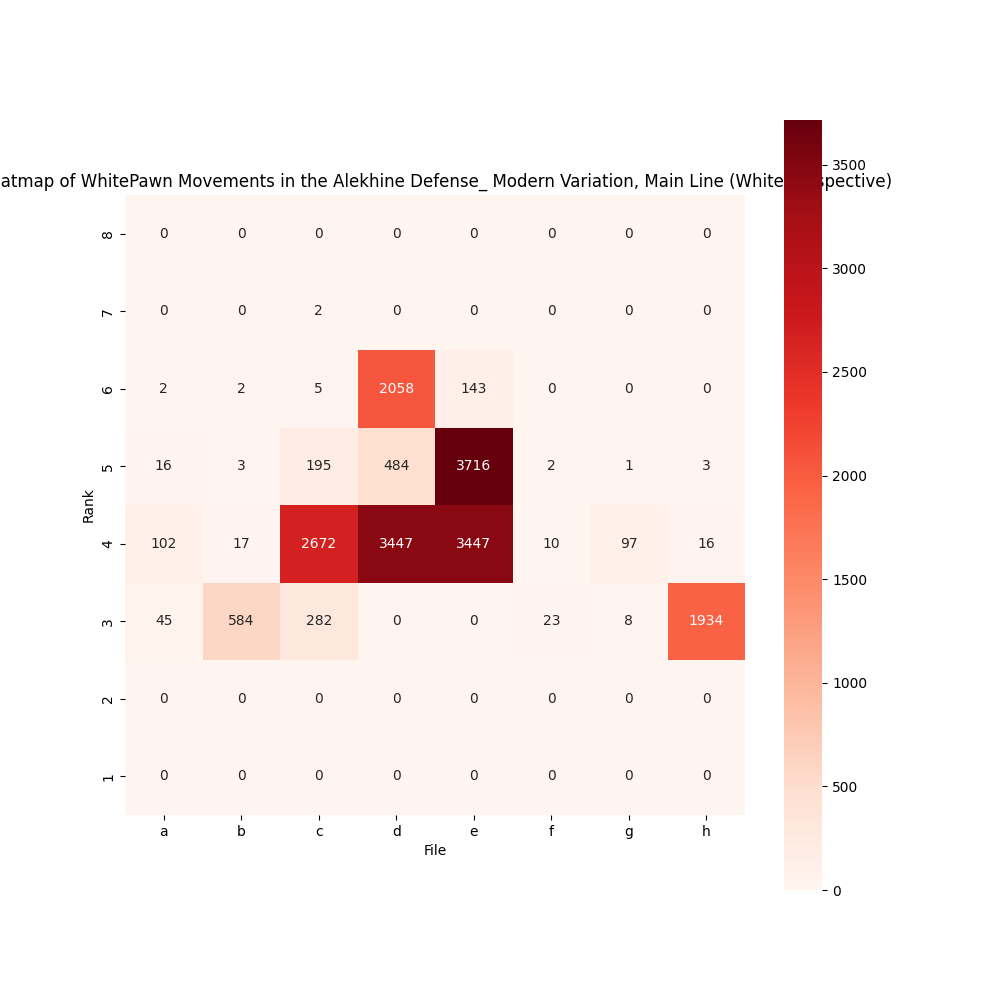 atmap of WhitePawn Movements in the Alekhine Defense_ Modern Variation, Main Line (White spective)
8 0 0 0 0 0 0 0 0
7 0 0 2 0 0 0 0 0
6 2 2 5 2058 143 0 0 0
5 16 3 195 484 3716 2 1 3
4 102 17 2672 3447 3447 10 97 16
3 45 584 282 0 0 23 8 1934
2 0 0 0 0 0 0 0 0
1 0 0 0 0 0 0 0 0
Rank
a b c d e f g h
File
3500
3000
2500
2000
1500
1000
500
0